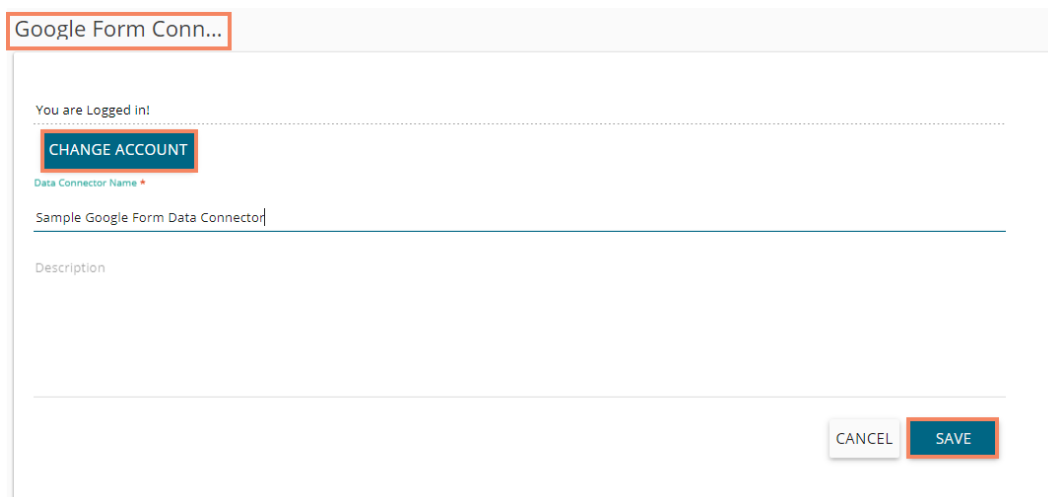 Google Form Conn...
You are Logged in!
CHANGE ACCOUNT
Data Connector Name *
Sample Google Form Data Connector
Description
CANCEL SAVE